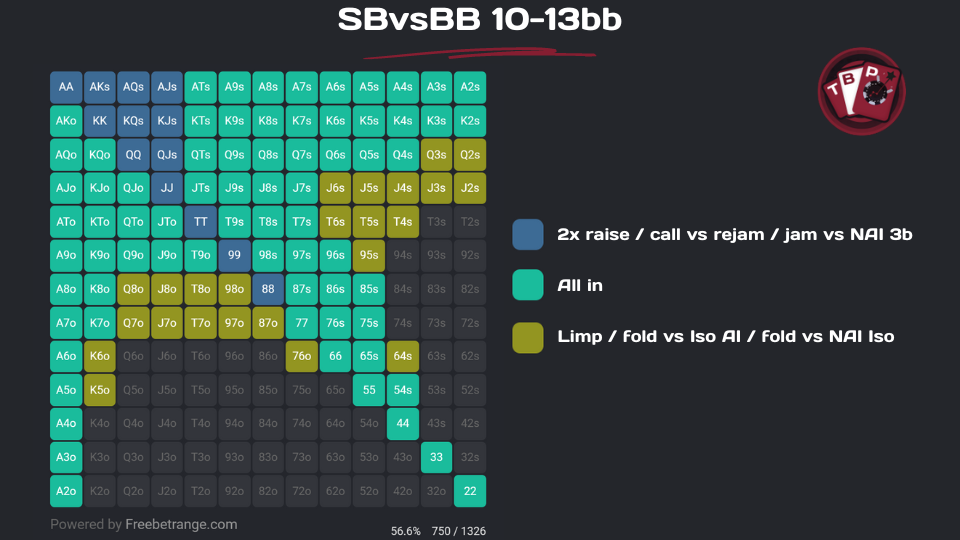 SBvsBB 10-13bb
T B P
AA AKs AQs AJs ATs A9s A8s A7s A6s A5s A4s A3s A2s
AKo KK KQs KJs KTs K9s K8s K7s K6s K5s K4s K3s K2s
AQo KQo QQ QJs QTs Q9s Q8s Q7s Q6s Q5s Q4s Q3s Q2s
AJo KJo QJo JJ JTs J9s J8s J7s J6s J5s J4s J3s J2s
ATo KTo QTo JTo TT T9s T8s T7s T6s T5s T4s T3s T2s
2x raise / call vs rejam / jam vs NAI 3b
A9o K9o Q9o J9o T9o 99 98s 97s 96s 95s 94s 93s 92s
All in
A8o K8o Q8o J8o T8o 98o 88 87s 86s 85s 84s 83s 82s
A7o K7o Q7o J7o T7o 97o 87o 77 76s 75s 74s 73s 72s
Limp / fold vs Iso AI / fold vs NAI Iso
A6o K6o Q6o J6o T6o 96o 86o 76o 66 65s 64s 63s 62s
A5o K5o Q5o J5o T5o 95o 85o 75o 65o 55 54s 53s 52s
A4o K4o Q4o J4o T4o 94o 84o 74o 64o 54o 44 43s 42s
A3o K3o Q3o J3o T3o 93o 83o 73o 63o 53o 43o 33 32s
A2o K2o Q2o J2o T2o 92o 82o 72o 62o 52o 42o 32o 22
Powered by Freebetrange.com
56.6% 750 / 1326